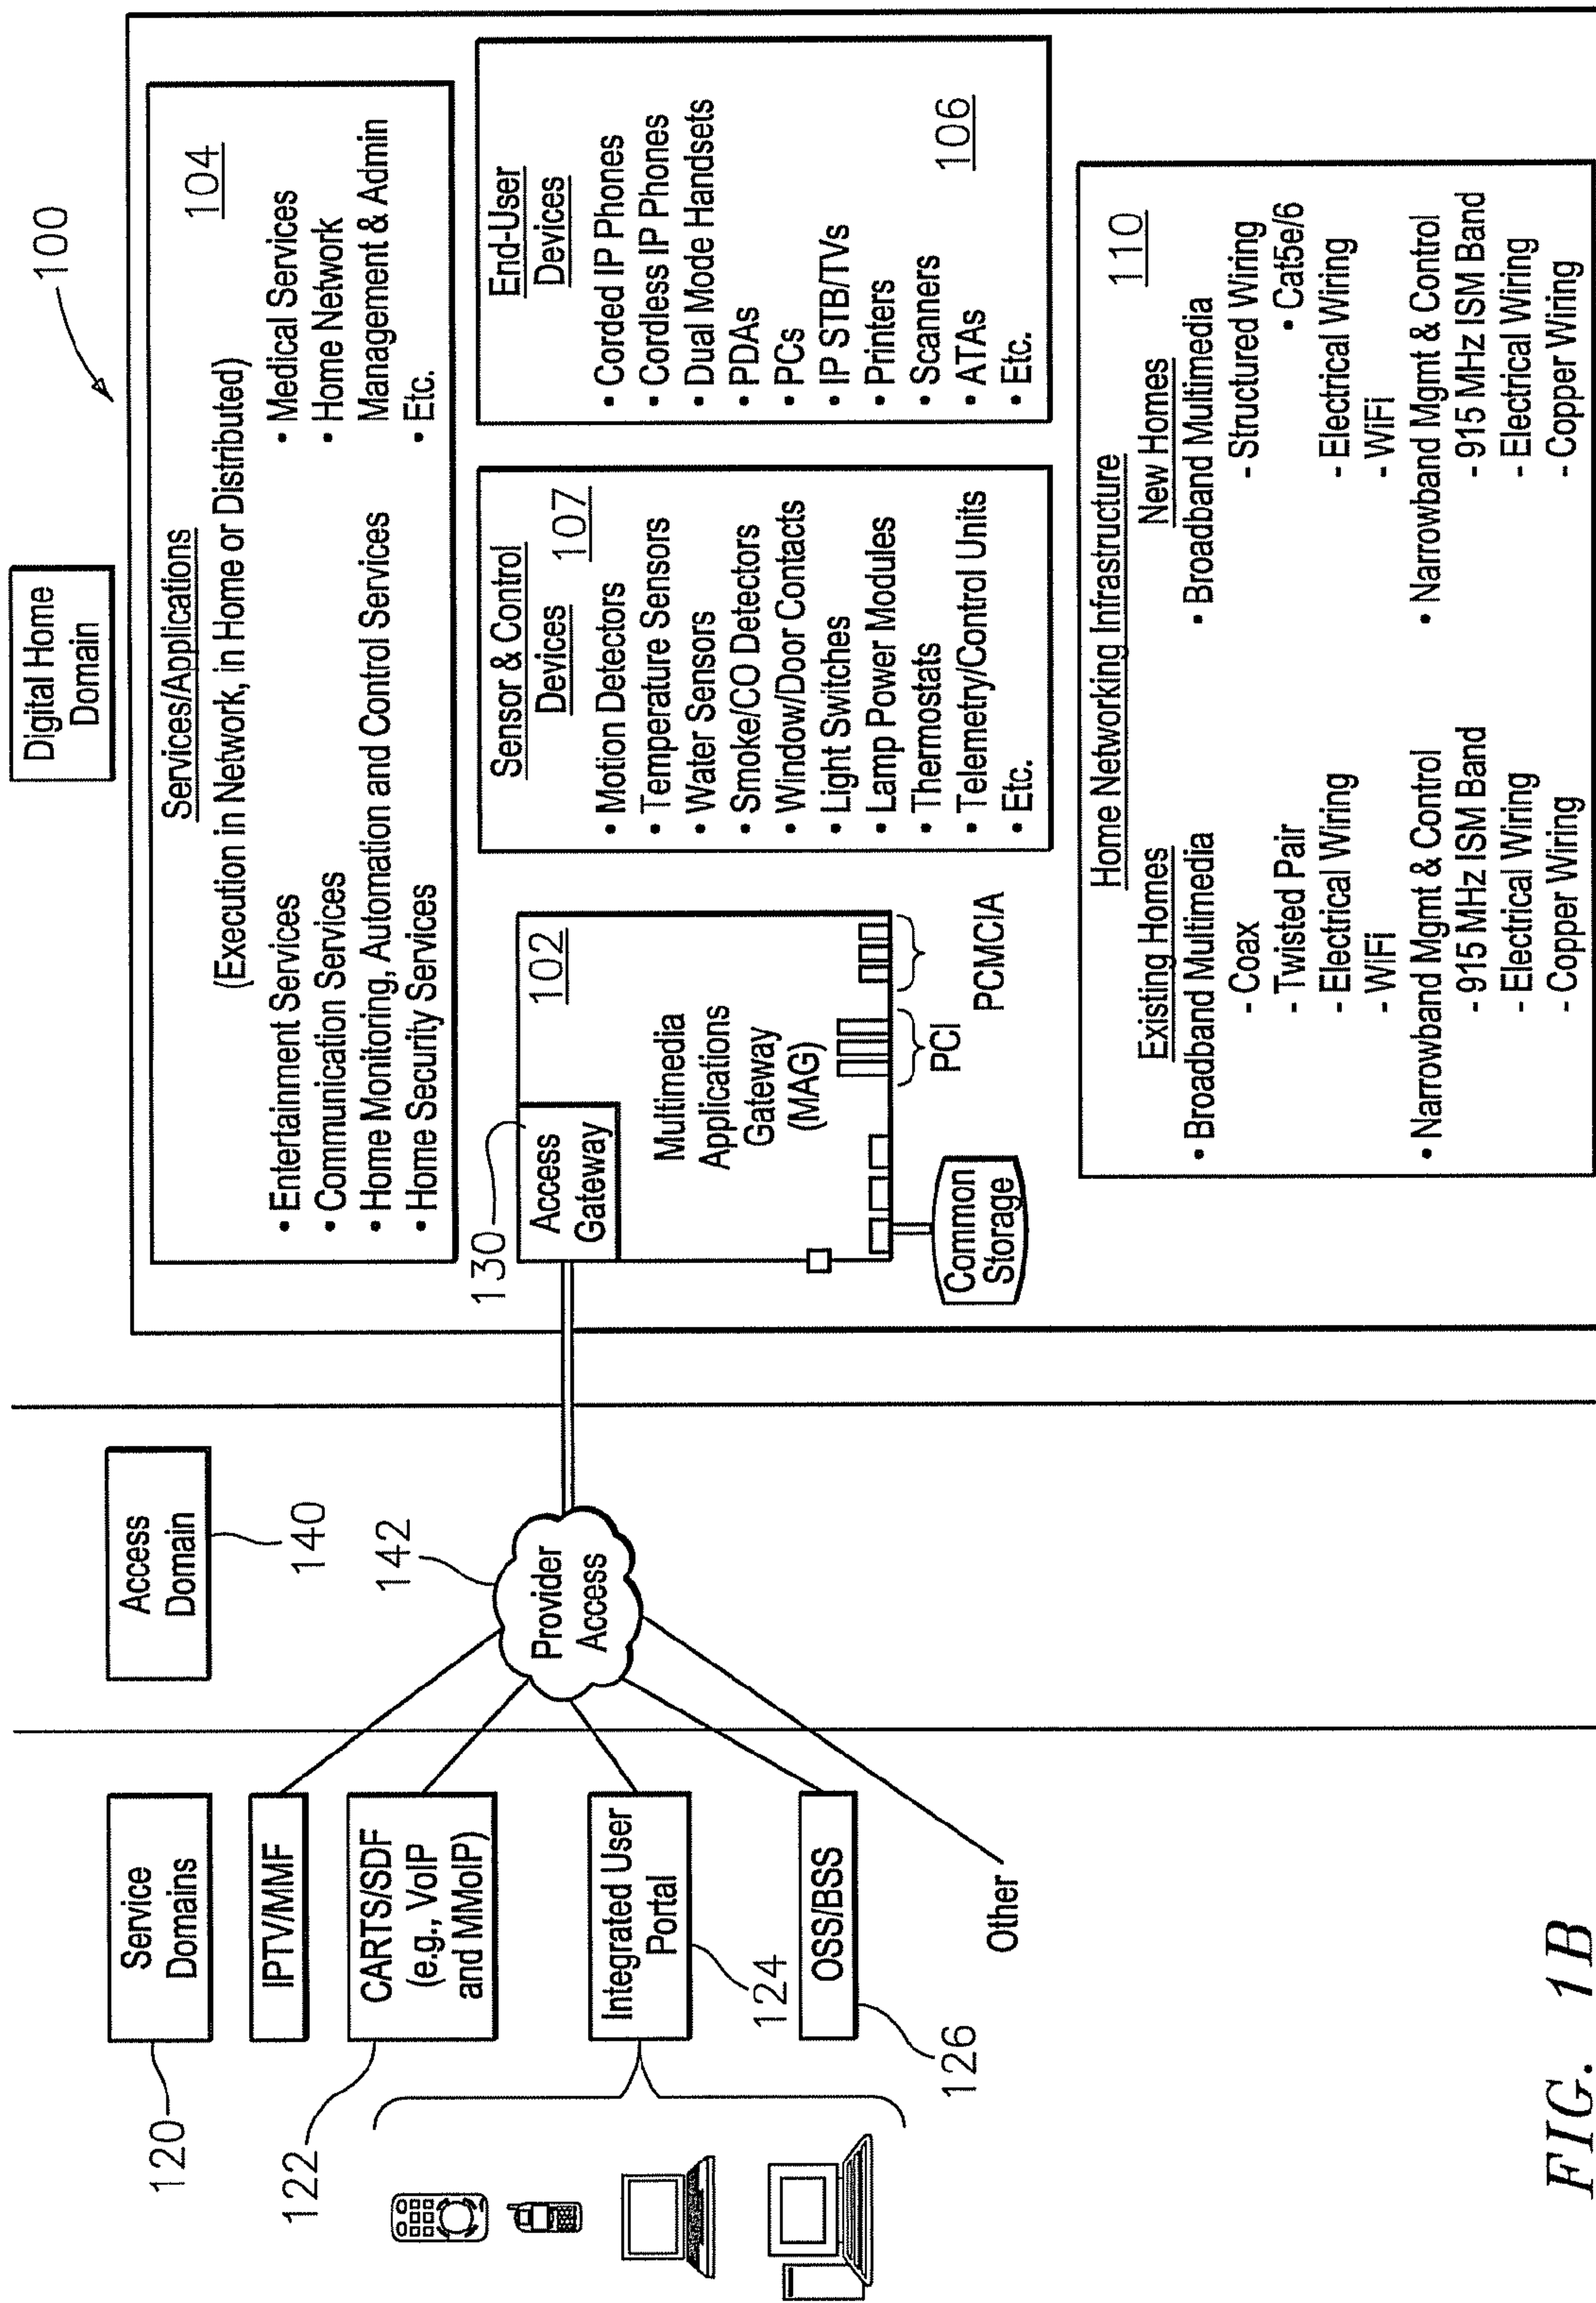 Service
Domains
120
IPTV/MMF
CARTS/SDF
(e.g., VoIP
and MMoIP)
122
Integrated User
Portal
124
OSS/BSS
126
Other
Access
Domain
140
142
Provider
Access
Digital Home
Domain
100
Services/Applications
(Execution in Network, in Home or Distributed)
104
• Entertainment Services
• Communication Services
• Home Monitoring, Automation and Control Services
• Home Security Services
• Medical Services
• Home Network
Management & Admin
• Etc.
130
Access
Gateway
102
Multimedia
Applications
Gateway
(MAG)
PCI
PCMCIA
Common
Storage
Sensor & Control
Devices
107
• Motion Detectors
• Temperature Sensors
• Water Sensors
• Smoke/CO Detectors
• Window/Door Contacts
• Light Switches
• Lamp Power Modules
• Thermostats
• Telemetry/Control Units
• Etc.
End-User
Devices
• Corded IP Phones
• Cordless IP Phones
• Dual Mode Handsets
• PDAs
• PCs
• IP STB/TVs
• Printers
• Scanners
• ATAs
• Etc.
106
Home Networking Infrastructure
110
Existing Homes
• Broadband Multimedia
- Coax
- Twisted Pair
- Electrical Wiring
- WiFi
• Narrowband Mgmt & Control
- 915 MHz ISM Band
- Electrical Wiring
- Copper Wiring
New Homes
• Broadband Multimedia
- Structured Wiring
• Cat5e/6
- Electrical Wiring
- WiFi
• Narrowband Mgmt & Control
- 915 MHz ISM Band
- Electrical Wiring
- Copper Wiring
FIG. 1B